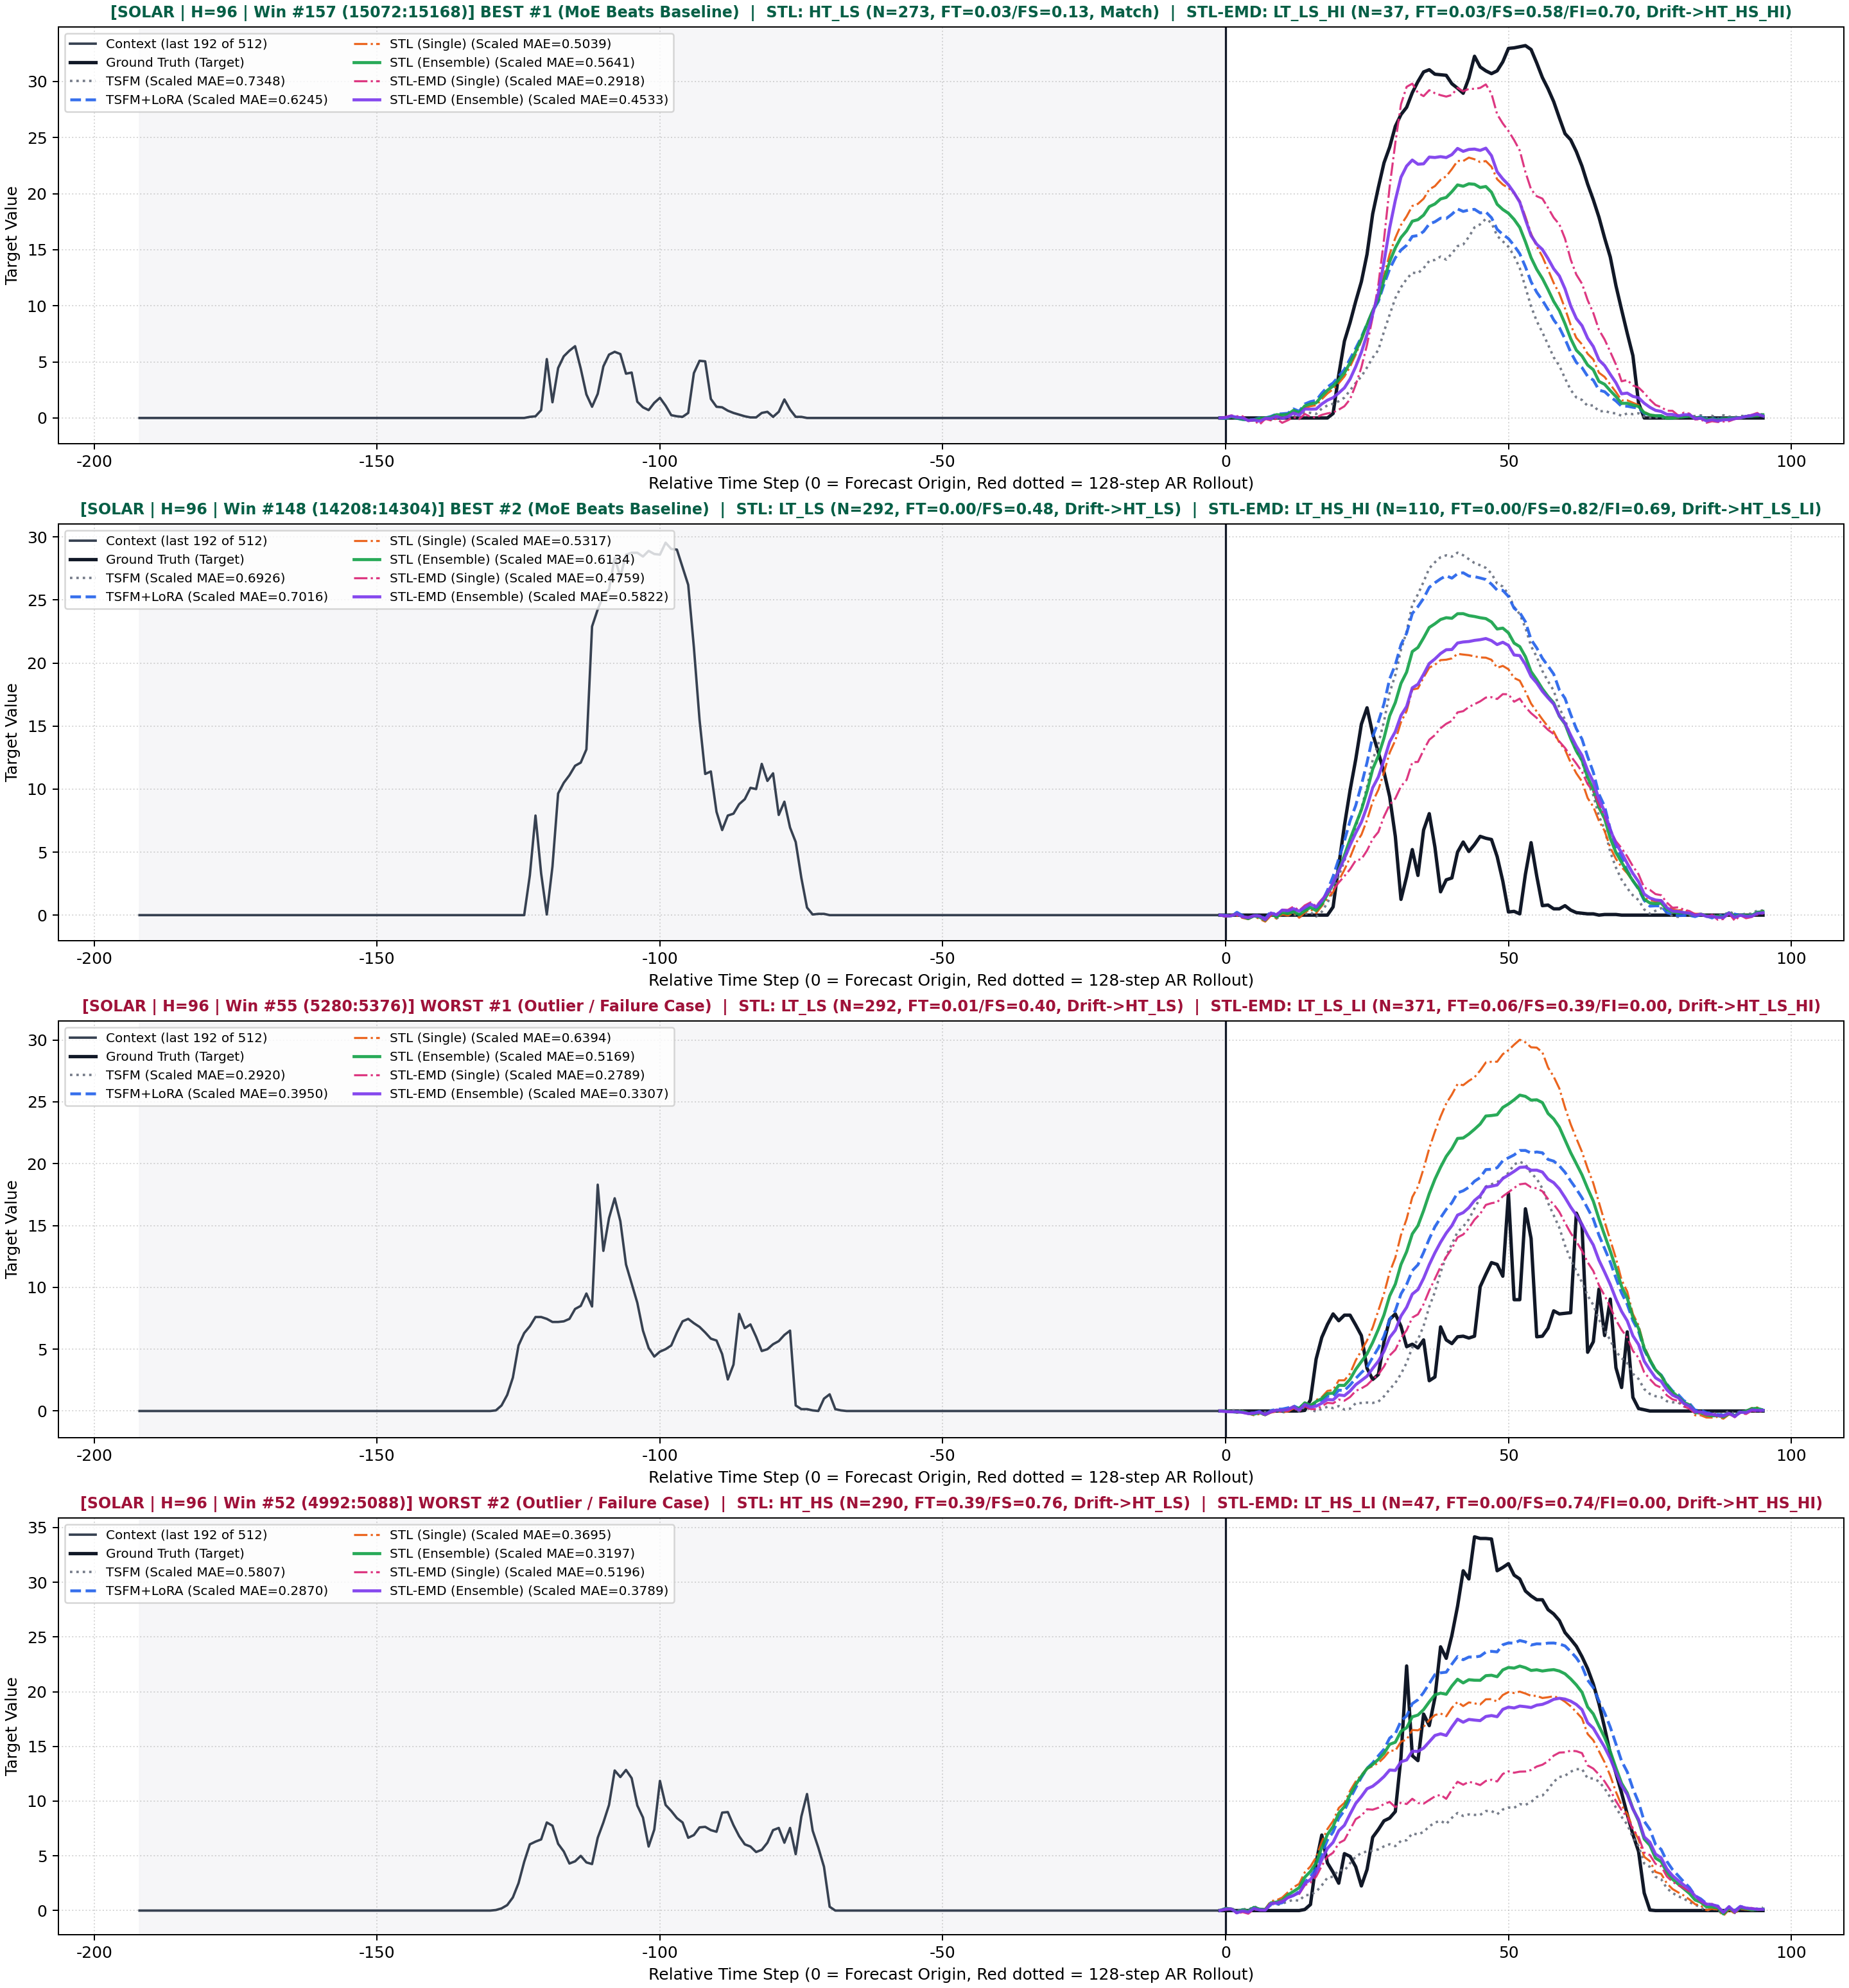 [SOLAR | H=96 | Win #157 (15072:15168)] BEST #1 (MoE Beats Baseline) | STL: HT_LS (N=273, FT=0.03/FS=0.13, Match) | STL-EMD: LT_LS_HI (N=37, FT=0.03/FS=0.58/FI=0.70, Drift->HT_HS_HI)
Context (last 192 of 512)
Ground Truth (Target)
TSFM (Scaled MAE=0.7348)
TSFM+LoRA (Scaled MAE=0.6245)
STL (Single) (Scaled MAE=0.5039)
STL (Ensemble) (Scaled MAE=0.5641)
STL-EMD (Single) (Scaled MAE=0.2918)
STL-EMD (Ensemble) (Scaled MAE=0.4533)
Target Value
30
25
20
15
10
5
0
-200 -150 -100 -50 0 50 100
Relative Time Step (0 = Forecast Origin, Red dotted = 128-step AR Rollout)
[SOLAR | H=96 | Win #148 (14208:14304)] BEST #2 (MoE Beats Baseline) | STL: LT_LS (N=292, FT=0.00/FS=0.48, Drift->HT_LS) | STL-EMD: LT_HS_HI (N=110, FT=0.00/FS=0.82/FI=0.69, Drift->HT_LS_LI)
Context (last 192 of 512)
Ground Truth (Target)
TSFM (Scaled MAE=0.6926)
TSFM+LoRA (Scaled MAE=0.7016)
STL (Single) (Scaled MAE=0.5317)
STL (Ensemble) (Scaled MAE=0.6134)
STL-EMD (Single) (Scaled MAE=0.4759)
STL-EMD (Ensemble) (Scaled MAE=0.5822)
Target Value
30
25
20
15
10
5
0
-200 -150 -100 -50 0 50 100
Relative Time Step (0 = Forecast Origin, Red dotted = 128-step AR Rollout)
[SOLAR | H=96 | Win #55 (5280:5376)] WORST #1 (Outlier / Failure Case) | STL: LT_LS (N=292, FT=0.01/FS=0.40, Drift->HT_LS) | STL-EMD: LT_LS_LI (N=371, FT=0.06/FS=0.39/FI=0.00, Drift->HT_LS_HI)
Context (last 192 of 512)
Ground Truth (Target)
TSFM (Scaled MAE=0.2920)
TSFM+LoRA (Scaled MAE=0.3950)
STL (Single) (Scaled MAE=0.6394)
STL (Ensemble) (Scaled MAE=0.5169)
STL-EMD (Single) (Scaled MAE=0.2789)
STL-EMD (Ensemble) (Scaled MAE=0.3307)
Target Value
30
25
20
15
10
5
0
-200 -150 -100 -50 0 50 100
Relative Time Step (0 = Forecast Origin, Red dotted = 128-step AR Rollout)
[SOLAR | H=96 | Win #52 (4992:5088)] WORST #2 (Outlier / Failure Case) | STL: HT_HS (N=290, FT=0.39/FS=0.76, Drift->HT_LS) | STL-EMD: LT_HS_LI (N=47, FT=0.00/FS=0.74/FI=0.00, Drift->HT_HS_HI)
Context (last 192 of 512)
Ground Truth (Target)
TSFM (Scaled MAE=0.5807)
TSFM+LoRA (Scaled MAE=0.2870)
STL (Single) (Scaled MAE=0.3695)
STL (Ensemble) (Scaled MAE=0.3197)
STL-EMD (Single) (Scaled MAE=0.5196)
STL-EMD (Ensemble) (Scaled MAE=0.3789)
Target Value
35
30
25
20
15
10
5
0
-200 -150 -100 -50 0 50 100
Relative Time Step (0 = Forecast Origin, Red dotted = 128-step AR Rollout)